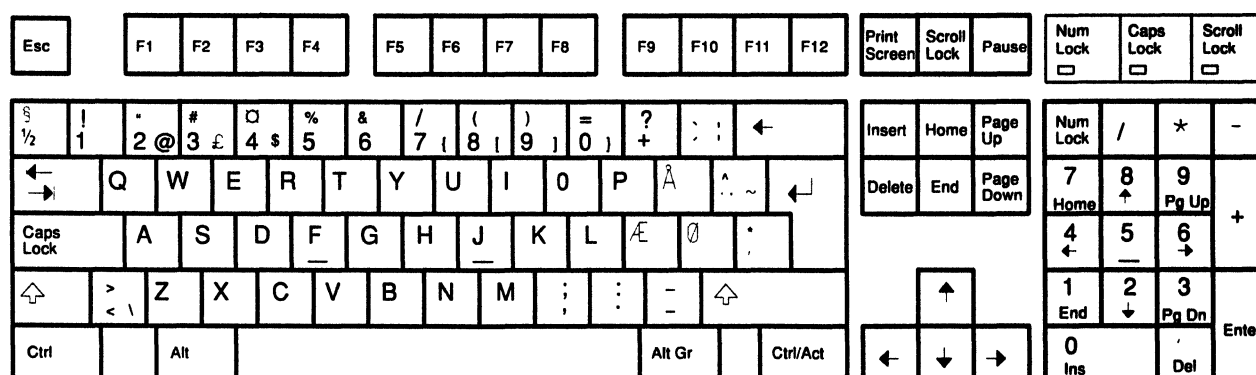 Esc F1 F2 F3 F4 F5 F6 F7 F8 F9 F10 F11 F12 Print Screen Scroll Lock Pause Num Lock Caps Lock Scroll Lock
§ ! " # ¤ % & / ( ) = ? ` ¦ ←
½ 1 2 @ 3 £ 4 $ 5 6 7 { 8 [ 9 ] 0 } +
Insert Home Page Up Num Lock / * -
Q W E R T Y U I O P Å ^ ¨ ~
Delete End Page Down 7 Home 8 ↑ 9 Pg Up +
Caps Lock A S D F G H J K L Æ Ø * '
4 ← 5 6 →
> < \ Z X C V B N M ; , : . _ -
↑ 1 End 2 ↓ 3 Pg Dn Enter
Ctrl Alt Alt Gr Ctrl/Act ← ↓ → 0 Ins , Del